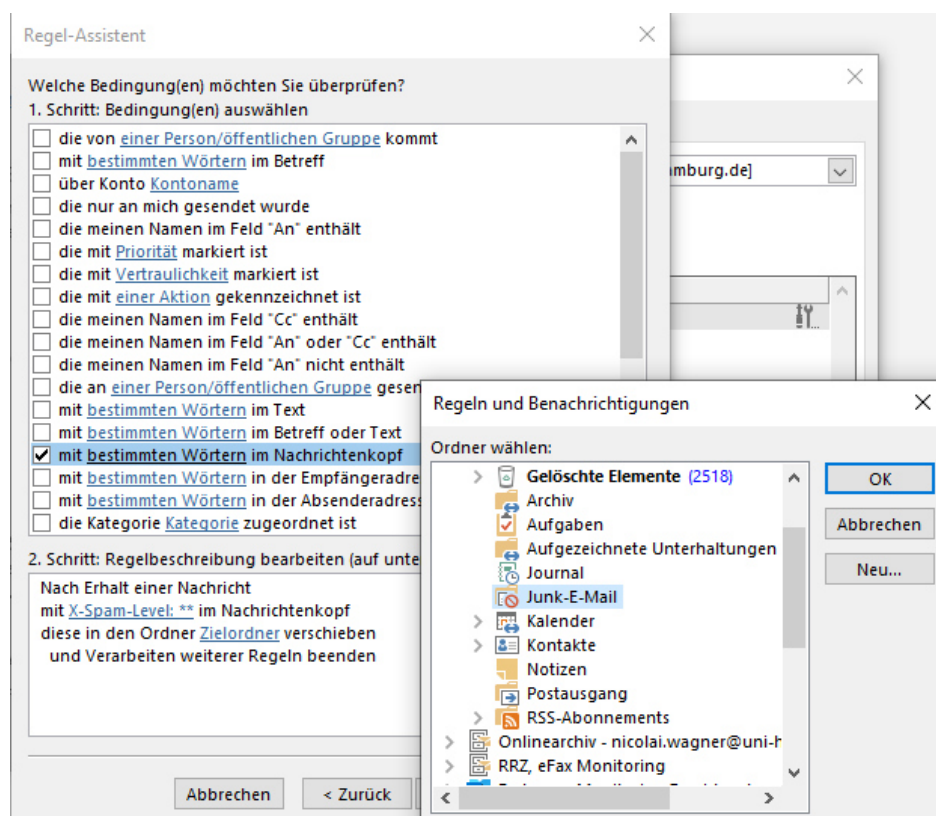 Regel-Assistent
Welche Bedingung(en) möchten Sie überprüfen?
1. Schritt: Bedingung(en) auswählen
die von einer Person/öffentlichen Gruppe kommt
mit bestimmten Wörtern im Betreff
über Konto Kontoname
die nur an mich gesendet wurde
die meinen Namen im Feld "An" enthält
die mit Priorität markiert ist
die mit Vertraulichkeit markiert ist
die mit einer Aktion gekennzeichnet ist
die meinen Namen im Feld "Cc" enthält
die meinen Namen im Feld "An" oder "Cc" enthält
die meinen Namen im Feld "An" nicht enthält
die an einer Person/öffentlichen Gruppe gesen
mit bestimmten Wörtern im Text
mit bestimmten Wörtern im Betreff oder Text
mit bestimmten Wörtern im Nachrichtenkopf
mit bestimmten Wörtern in der Empfängeradre
mit bestimmten Wörtern in der Absenderadress
die Kategorie Kategorie zugeordnet ist
2. Schritt: Regelbeschreibung bearbeiten (auf unte
Nach Erhalt einer Nachricht
mit X-Spam-Level: ** im Nachrichtenkopf
diese in den Ordner Zielordner verschieben
und Verarbeiten weiterer Regeln beenden
Abbrechen
< Zurück
mburg.de]
Regeln und Benachrichtigungen
Ordner wählen:
Gelöschte Elemente (2518)
Archiv
Aufgaben
Aufgezeichnete Unterhaltungen
Journal
Junk-E-Mail
Kalender
Kontakte
Notizen
Postausgang
RSS-Abonnements
Onlinearchiv - nicolai.wagner@uni-h
RRZ, eFax Monitoring
OK
Abbrechen
Neu...